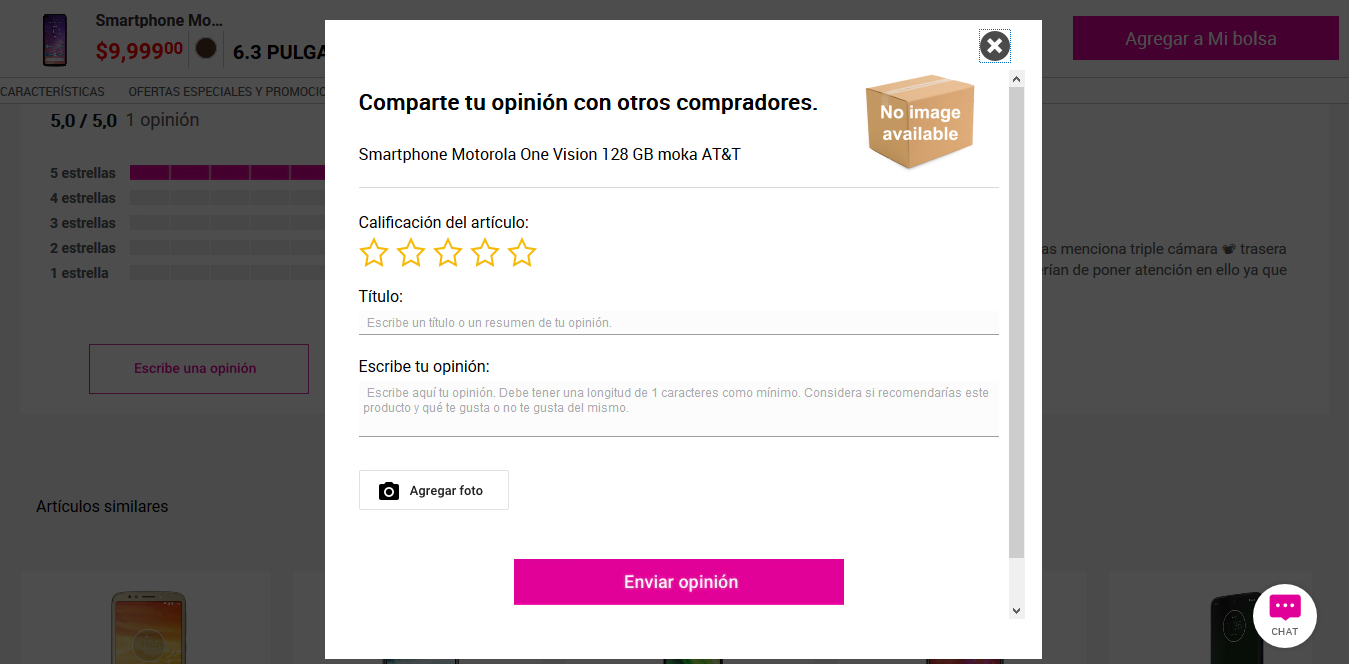 Smartphone Mo...
$9,99900
6.3 PULGA
Agregar a Mi bolsa
CARACTERÍSTICAS
OFERTAS ESPECIALES Y PROMOCIO
5,0 / 5,0 1 opinión
5 estrellas
4 estrellas
3 estrellas
2 estrellas
1 estrella
Escribe una opinión
Artículos similares
Comparte tu opinión con otros compradores.
No image
available
Smartphone Motorola One Vision 128 GB moka AT&T
Calificación del artículo:
Título:
Escribe un título o un resumen de tu opinión.
Escribe tu opinión:
Escribe aquí tu opinión. Debe tener una longitud de 1 caracteres como mínimo. Considera si recomendarías este
producto y qué te gusta o no te gusta del mismo.
Agregar foto
Enviar opinión
as menciona triple cámara 📽 trasera
erían de poner atención en ello ya que
CHAT